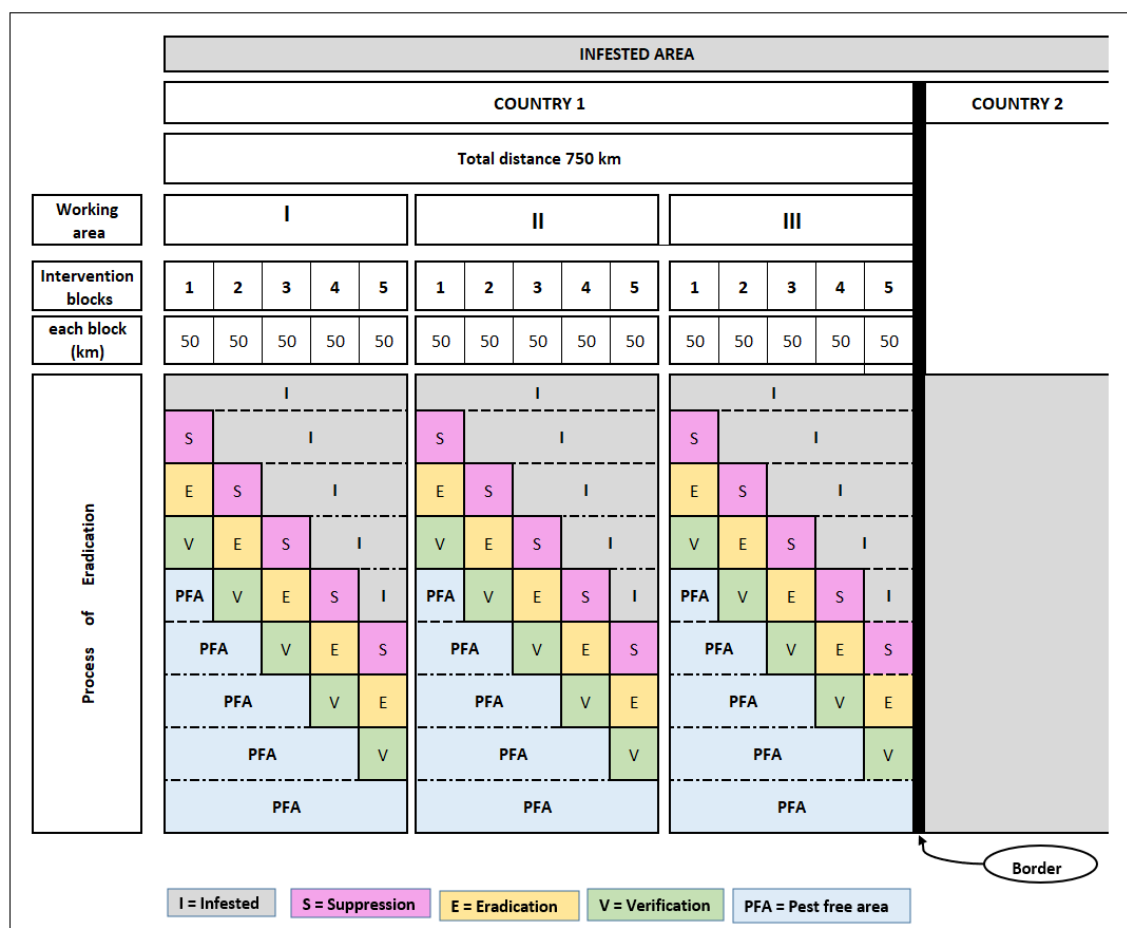 INFESTED AREA
COUNTRY 1 COUNTRY 2
Total distance 750 km
Working
area
I II III
Intervention
blocks
1 2 3 4 5 1 2 3 4 5 1 2 3 4 5
each block
(km)
50 50 50 50 50 50 50 50 50 50 50 50 50 50 50
Process of Eradication
I I I
S I S I S I
E S I E S I E S I
V E S I V E S I V E S I
PFA V E S I PFA V E S I PFA V E S I
PFA V E S PFA V E S PFA V E S
PFA V E PFA V E PFA V E
PFA V PFA V PFA V
PFA PFA PFA
Border
I = Infested S = Suppression E = Eradication V = Verification PFA = Pest free area